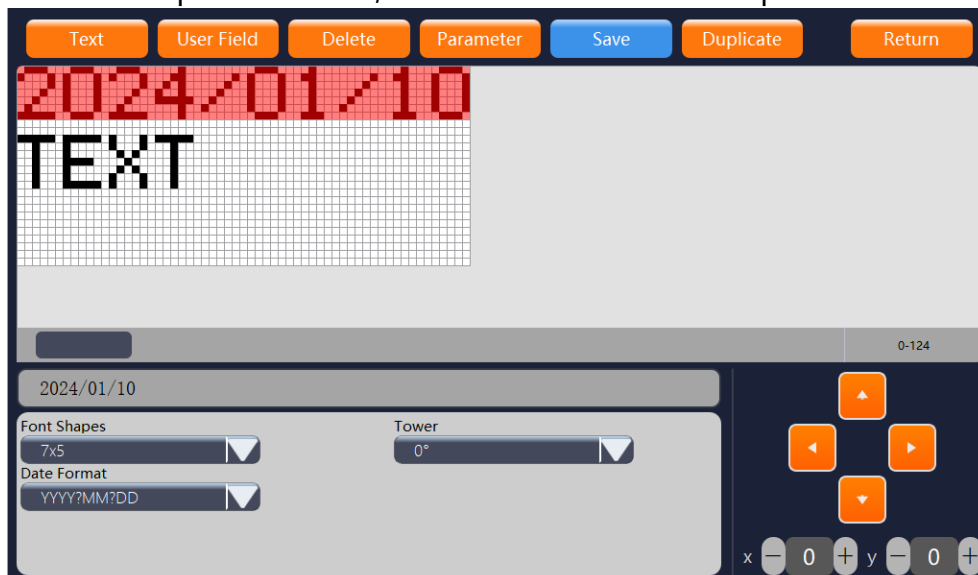 Text User Field Delete Parameter Save Duplicate Return
2024/01/10
TEXT
0-124
2024/01/10
Font Shapes Tower
7x5 0°
Date Format
YYYY?MM?DD
x − 0 + y − 0 +